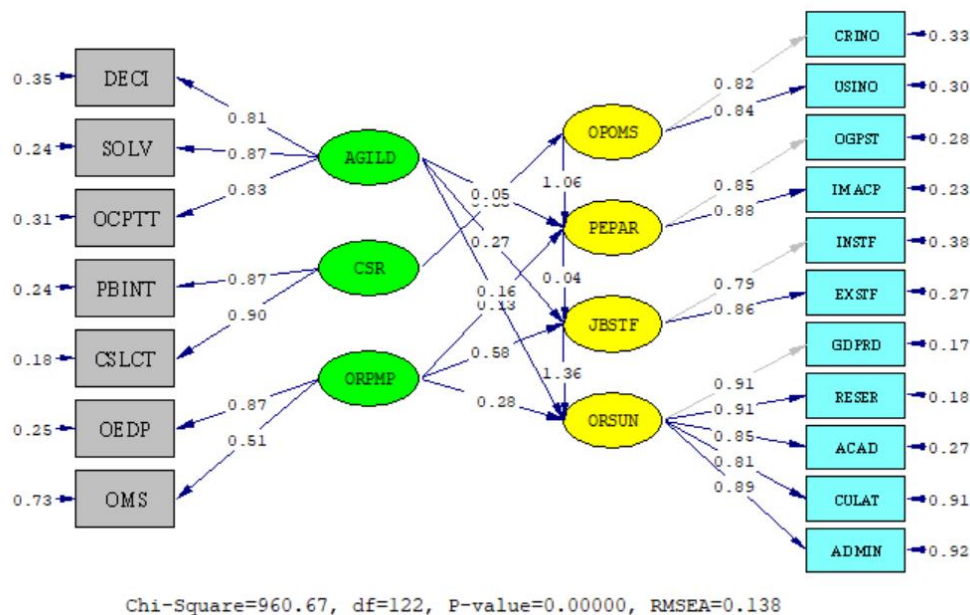 0.35
DECI
0.24
SOLV
0.31
OCPTT
0.24
PBINT
0.18
CSLCT
0.25
OEDP
0.73
OMS
0.81
0.87
0.83
0.87
0.90
0.87
0.51
AGILD
CSR
ORPMP
0.05
0.27
0.16
0.58
0.28
OPOMS
1.06
PEPAR
0.04
JBSTF
1.36
ORSUN
0.82
0.84
0.85
0.88
0.79
0.86
0.91
0.91
0.85
0.81
0.89
CRINO
0.33
USINO
0.30
OGPST
0.28
IMACP
0.23
INSTF
0.38
EXSTF
0.27
GDPRD
0.17
RESER
0.18
ACAD
0.27
CULAT
0.91
ADMIN
0.92
Chi-Square=960.67, df=122, P-value=0.00000, RMSEA=0.138